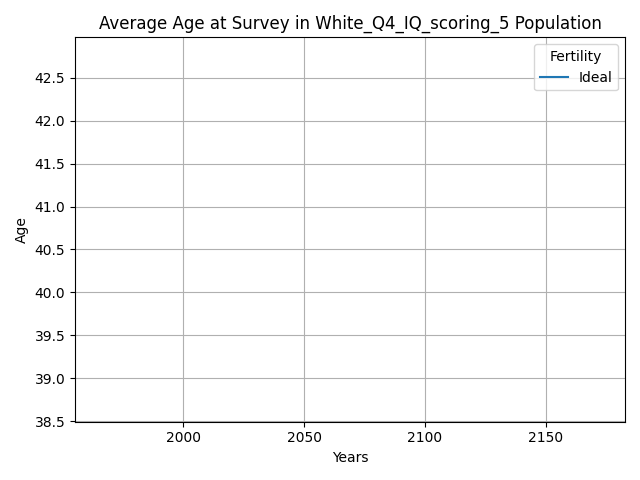 Average Age at Survey in White_Q4_IQ_scoring_5 Population
Fertility
Ideal
42.5
42.0
41.5
41.0
40.5
40.0
39.5
39.0
38.5
Age
2000 2050 2100 2150
Years